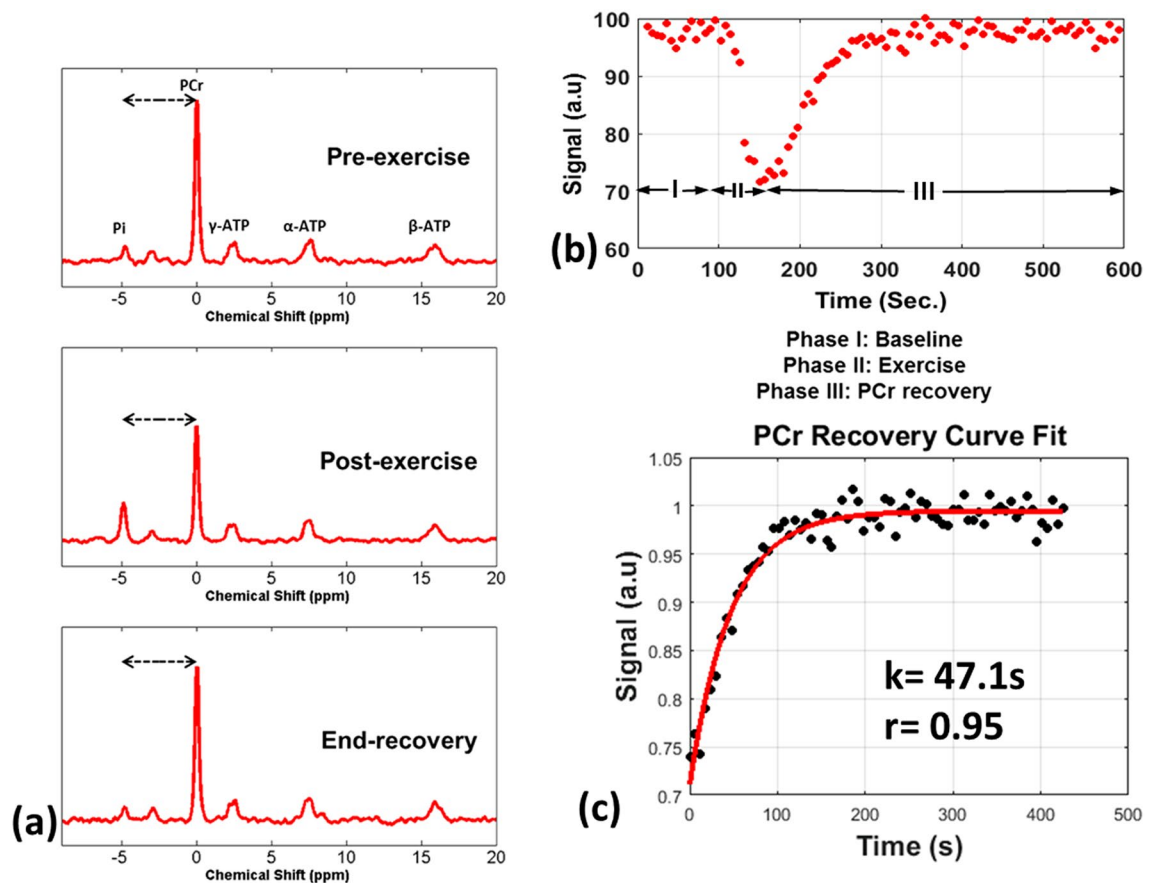 PCr
Pre-exercise
Pi
γ-ATP
α-ATP
β-ATP
-5
0
5
10
15
20
Chemical Shift (ppm)
Post-exercise
-5
0
5
10
15
20
Chemical Shift (ppm)
End-recovery
-5
0
5
10
15
20
Chemical Shift (ppm)
(a)
100
90
80
70
60
Signal (a.u)
I
II
III
0
100
200
300
400
500
600
Time (Sec.)
(b)
Phase I: Baseline
Phase II: Exercise
Phase III: PCr recovery
PCr Recovery Curve Fit
1.05
1
0.95
0.9
0.85
0.8
0.75
0.7
Signal (a.u)
k= 47.1s
r= 0.95
0
100
200
300
400
500
Time (s)
(c)